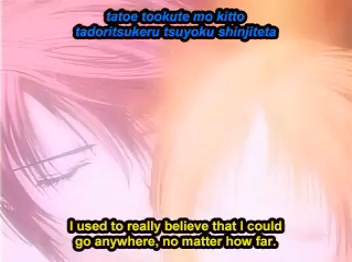 tatoe tookute mo kitto
tadoritsukeru tsuyoku shinjiteta
I used to really believe that I could
go anywhere, no matter how far.